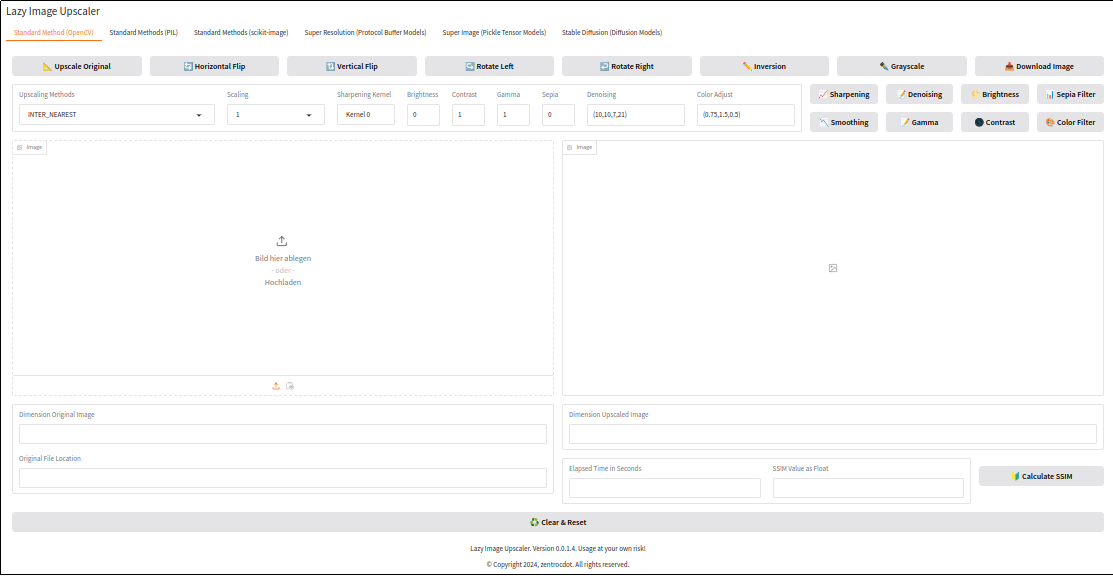 Lazy Image Upscaler
Standard Method (OpenCV) Standard Methods (PIL) Standard Methods (scikit-image) Super Resolution (Protocol Buffer Models) Super Image (Pickle Tensor Models) Stable Diffusion (Diffusion Models)
Upscale Original Horizontal Flip Vertical Flip Rotate Left Rotate Right Inversion Grayscale Download Image
Upscaling Methods Scaling Sharpening Kernel Brightness Contrast Gamma Sepia Denoising Color Adjust
Sharpening Denoising Brightness Sepia Filter
INTER_NEAREST 1 Kernel 0 0 1 1 0 (10,10,7,21) (0.75,1.5,0.5)
Smoothing Gamma Contrast Color Filter
Image Image
Bild hier ablegen
- oder -
Hochladen
Dimension Original Image Dimension Upscaled Image
Original File Location
Elapsed Time in Seconds SSIM Value as Float
Calculate SSIM
Clear & Reset
Lazy Image Upscaler. Version 0.0.1.4. Usage at your own risk!
© Copyright 2024, zentrocdot. All rights reserved.